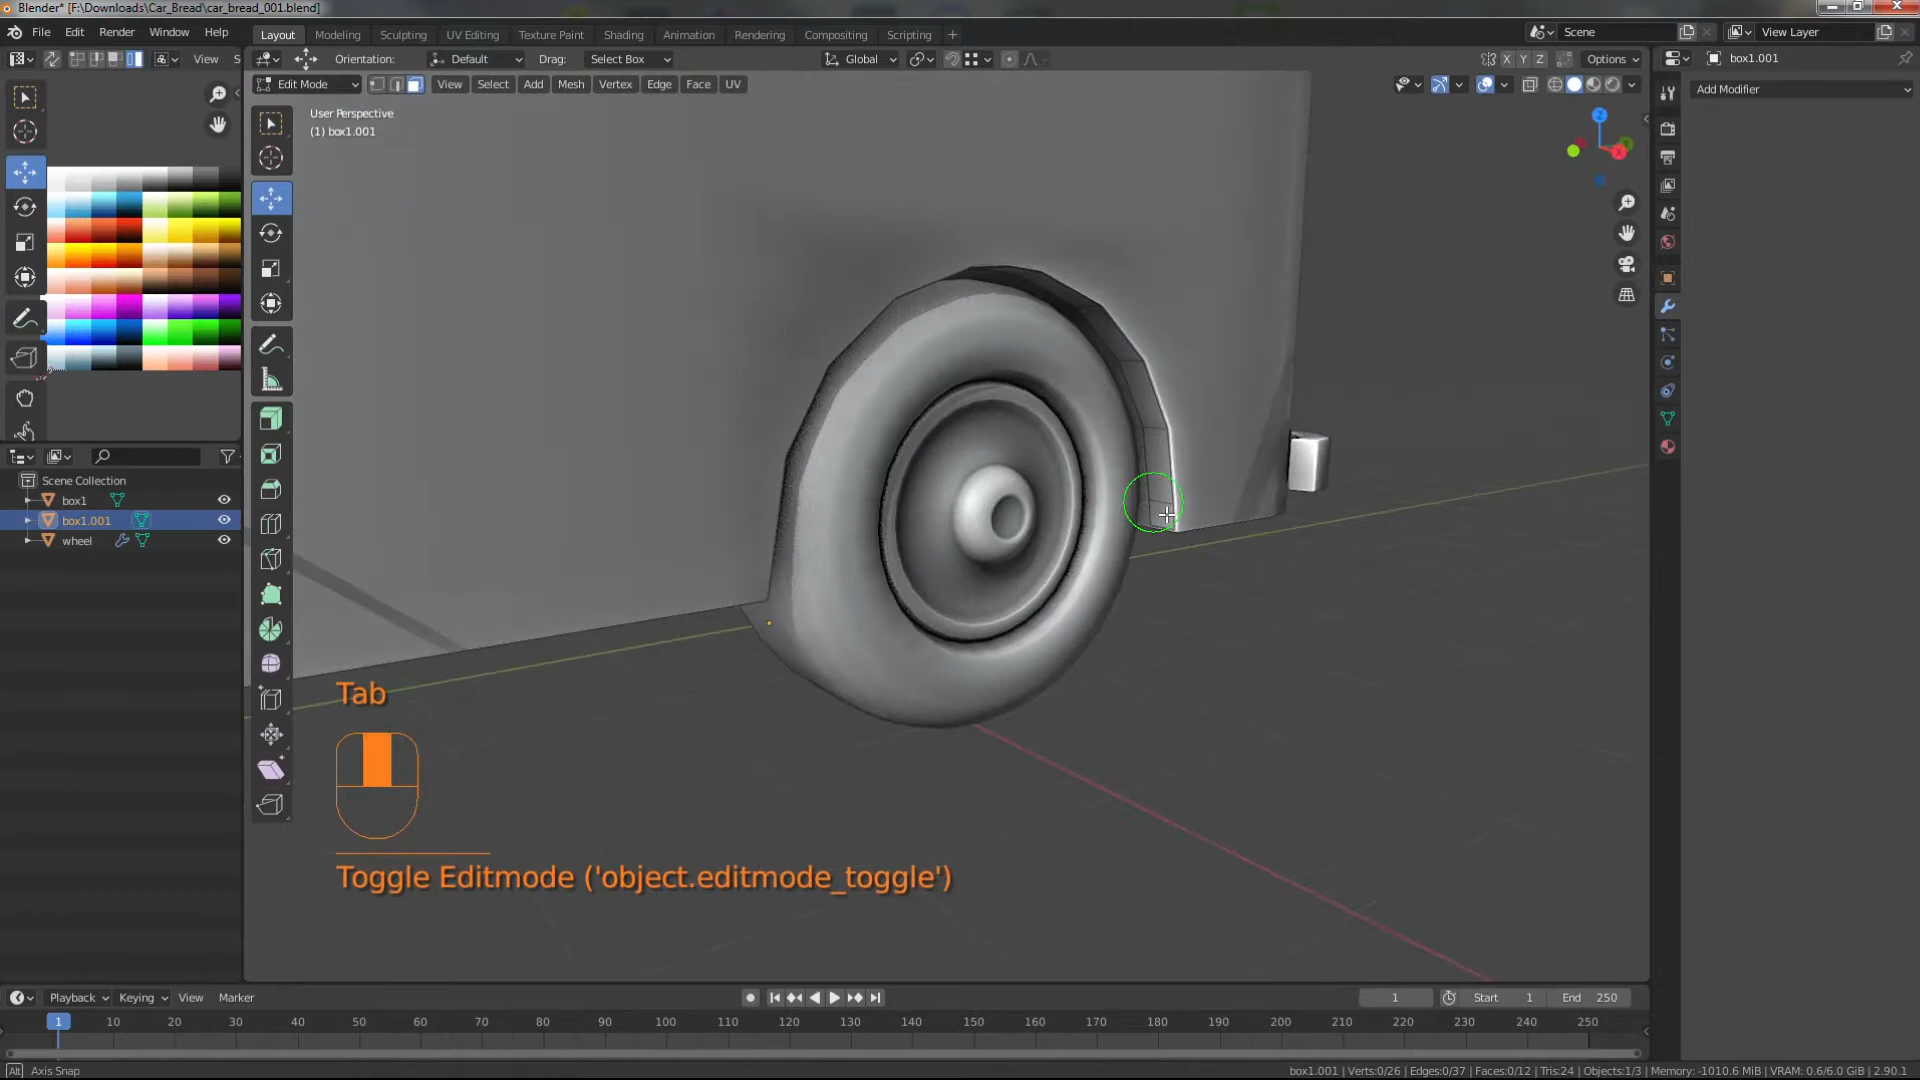 Blender* [F:\Downloads\Car_Bread\car_bread_001.blend]
File Edit Render Window Help
Layout Modeling Sculpting UV Editing Texture Paint Shading Animation Rendering Compositing Scripting +
Scene
View Layer
View S
Orientation: Default Drag: Select Box Global X Y Z Options
box1.001
Edit Mode View Select Add Mesh Vertex Edge Face UV
Add Modifier
User Perspective
(1) box1.001
Z
X
Scene Collection
box1
box1.001
wheel
Tab
Toggle Editmode ('object.editmode_toggle')
Playback Keying View Marker
1 Start 1 End 250
1 10 20 30 40 50 60 70 80 90 100 110 120 130 140 150 160 170 180 190 200 210 220 230 240 250
Alt Axis Snap
box1.001 | Verts:0/26 | Edges:0/37 | Faces:0/12 | Tris:24 | Objects:1/3 | Memory: -1010.6 MiB | VRAM: 0.6/6.0 GiB | 2.90.1